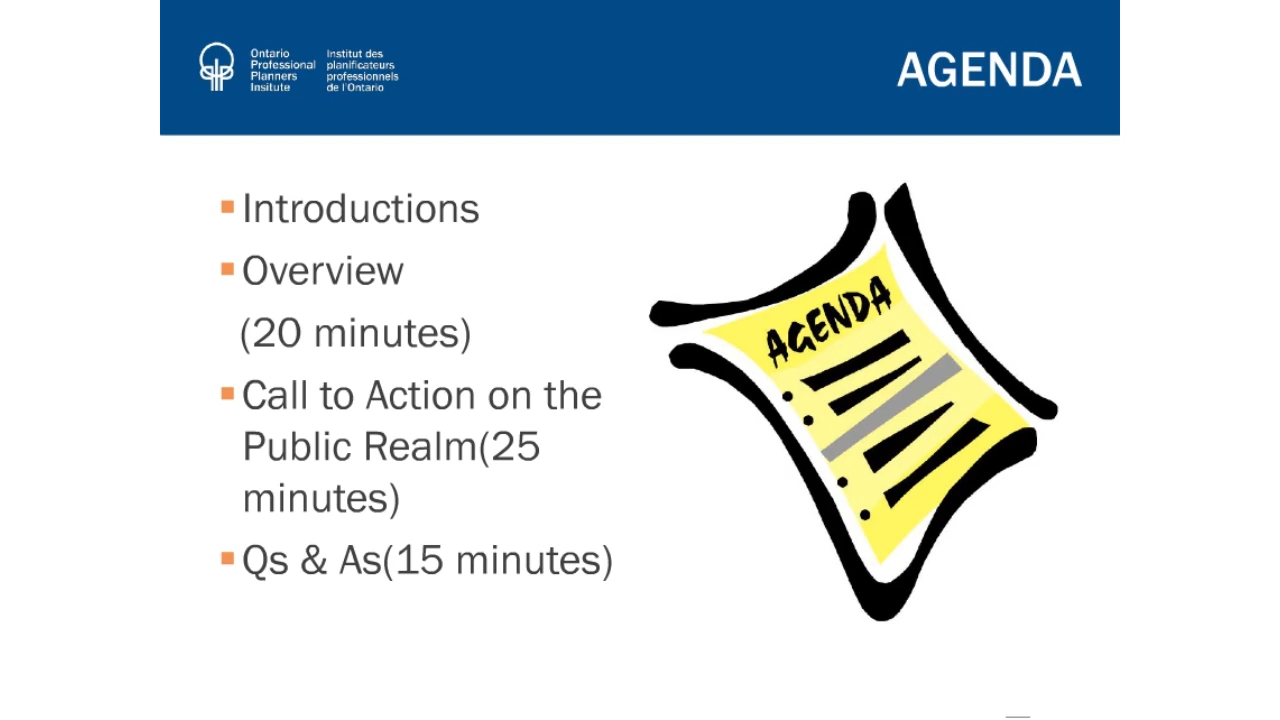 Ontario
Professional
Planners
Insitute
Institut des
planificateurs
professionnels
de l'Ontario
AGENDA
Introductions
Overview
(20 minutes)
Call to Action on the
Public Realm(25
minutes)
Qs & As(15 minutes)
AGENDA